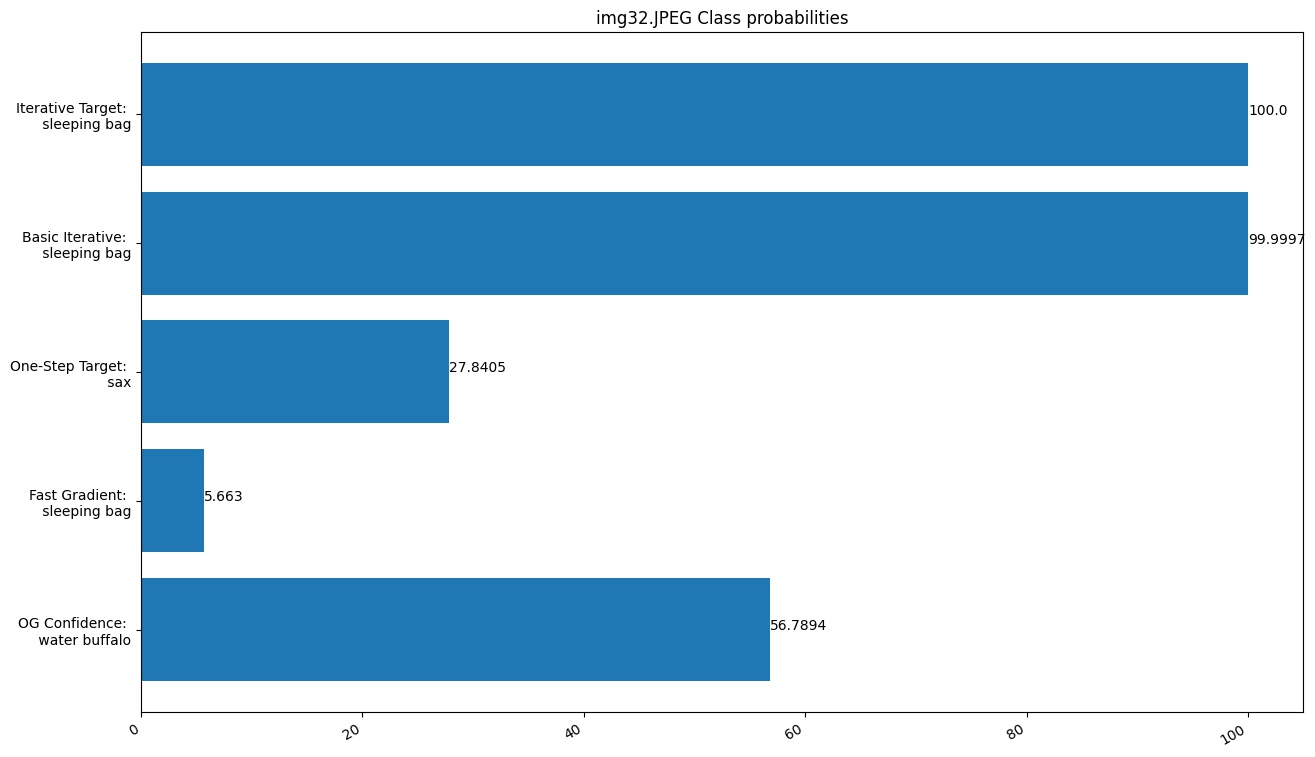 img32.JPEG Class probabilities
Iterative Target:
sleeping bag
100.0
Basic Iterative:
sleeping bag
99.9997
One-Step Target:
sax
27.8405
Fast Gradient:
sleeping bag
5.663
OG Confidence:
water buffalo
56.7894
0 20 40 60 80 100